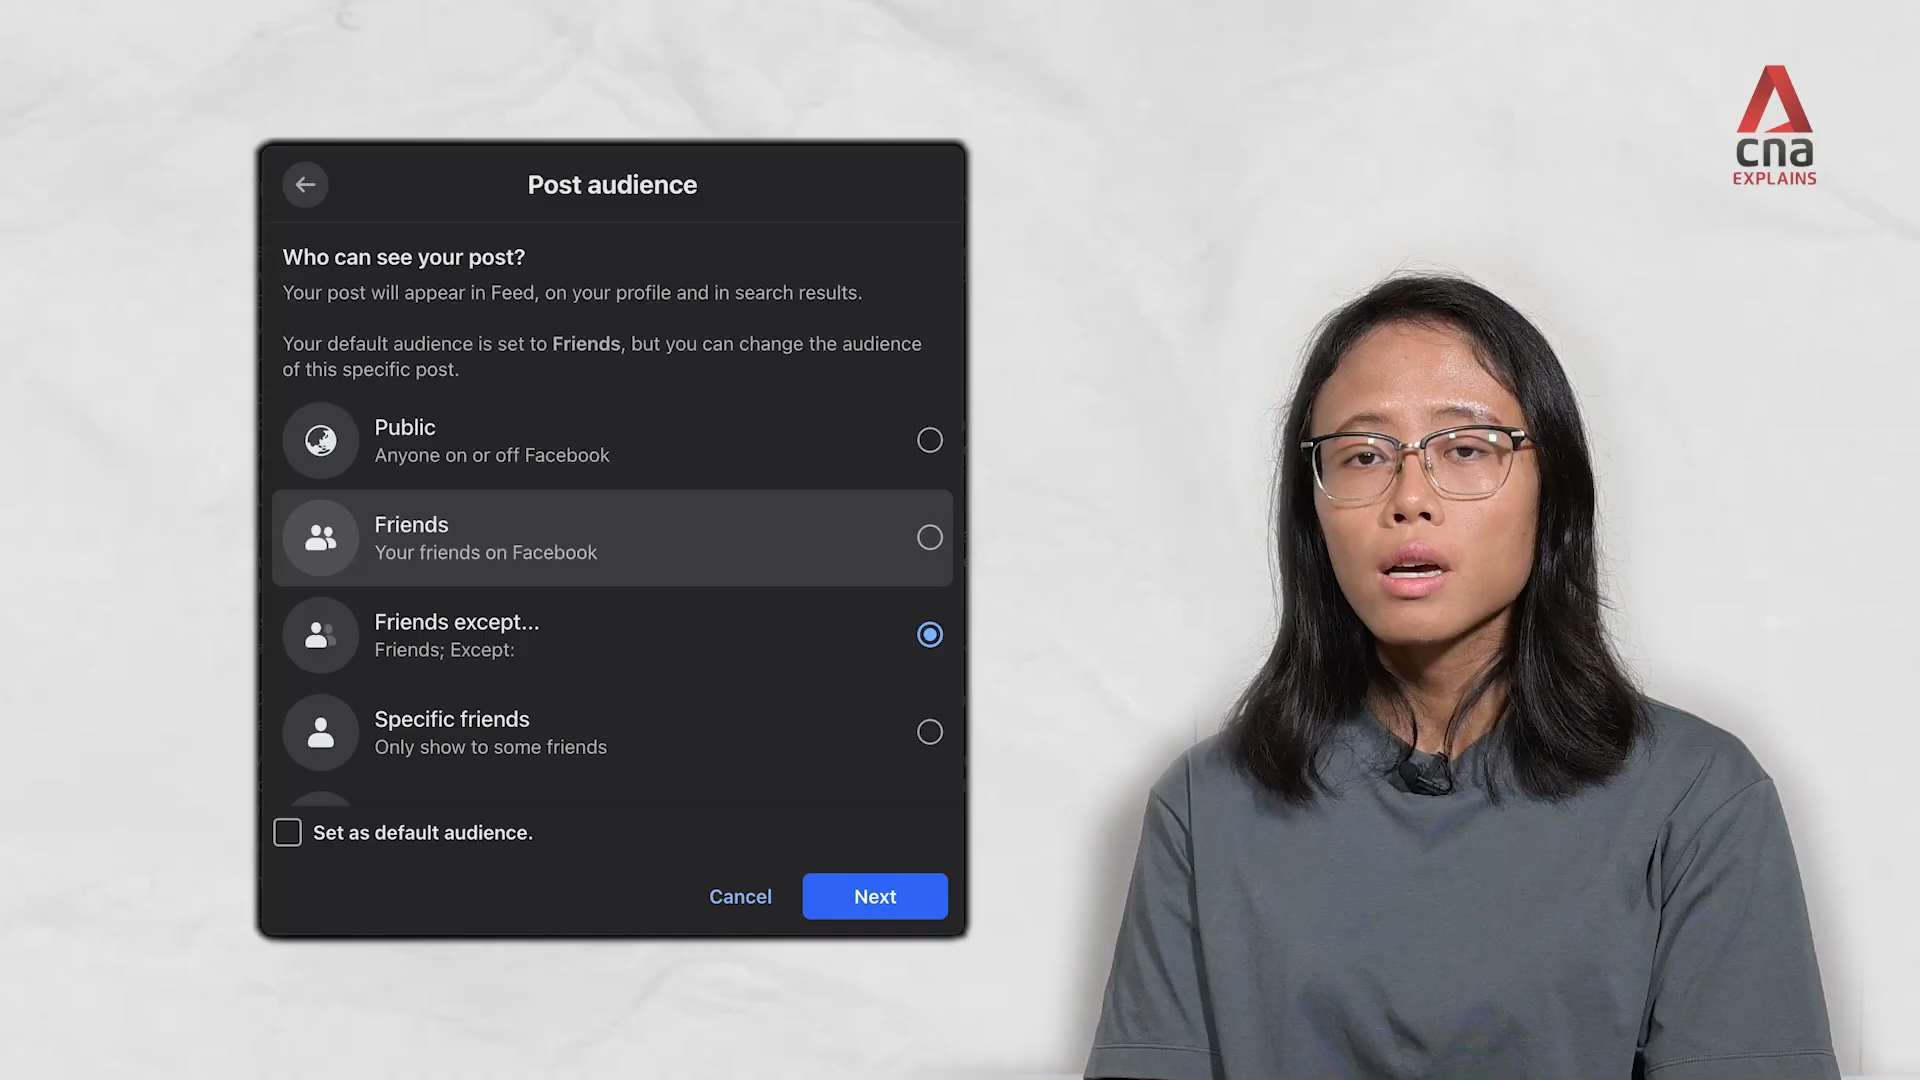 Post audience
Who can see your post?
Your post will appear in Feed, on your profile and in search results.
Your default audience is set to Friends, but you can change the audience
of this specific post.
Public
Anyone on or off Facebook
Friends
Your friends on Facebook
Friends except...
Friends; Except:
Specific friends
Only show to some friends
Set as default audience.
Cancel
Next
cna
EXPLAINS